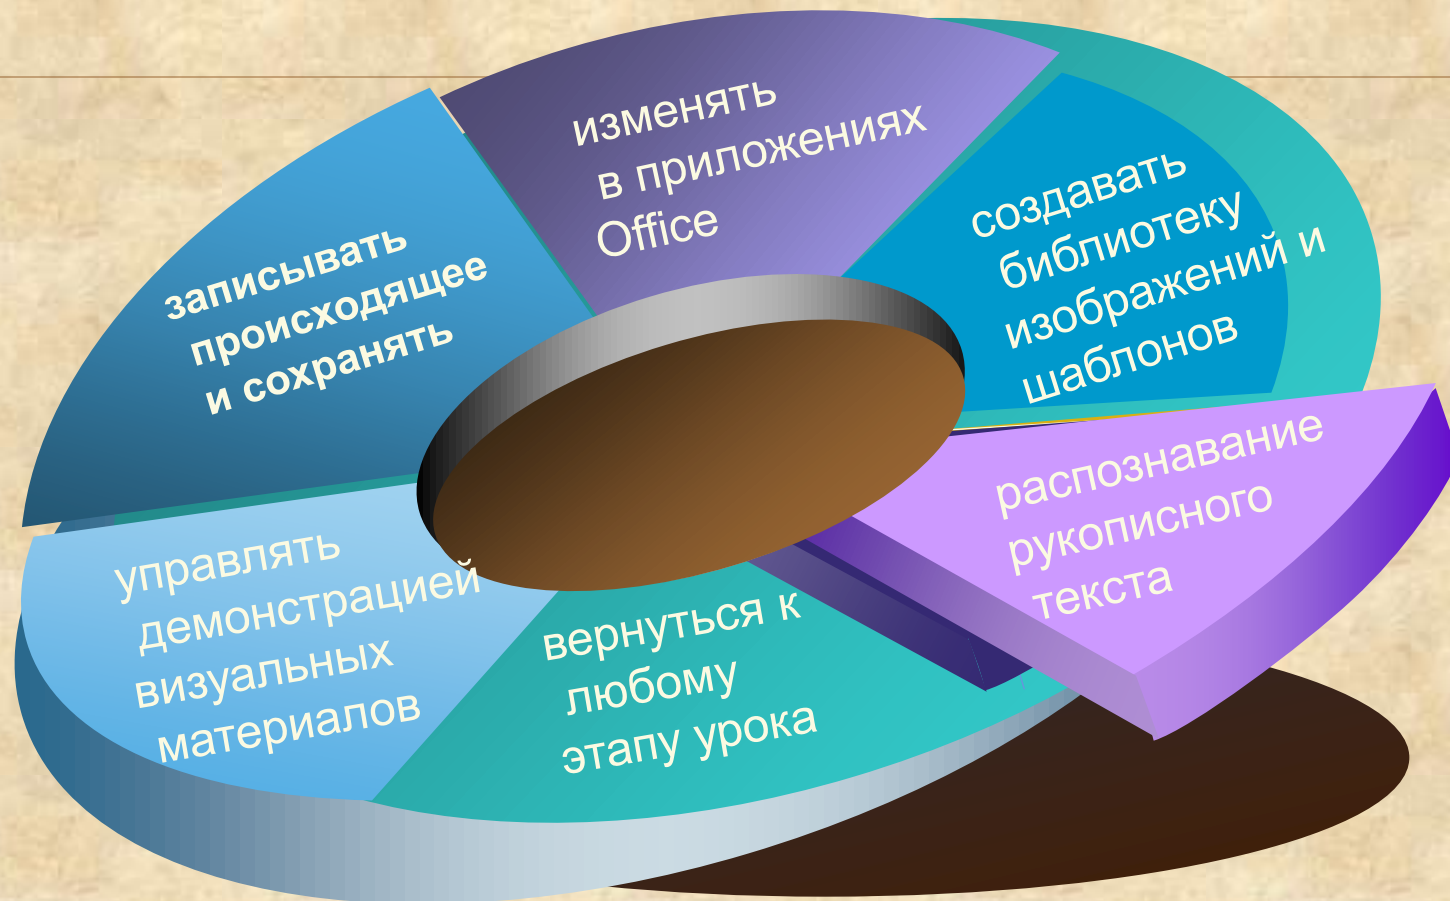 изменять
в приложениях
Office
создавать
библиотеку
изображений и
шаблонов
записывать
происходящее
и сохранять
распознавание
рукописного
текста
управлять
демонстрацией
визуальных
материалов
вернуться к
любому
этапу урока